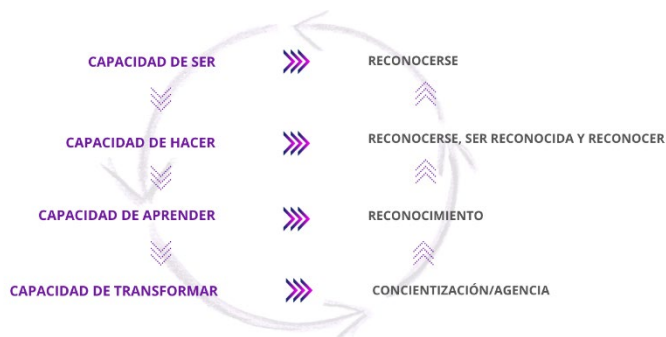 CAPACIDAD DE SER
RECONOCERSE
CAPACIDAD DE HACER
RECONOCERSE, SER RECONOCIDA Y RECONOCER
CAPACIDAD DE APRENDER
RECONOCIMIENTO
CAPACIDAD DE TRANSFORMAR
CONCIENTIZACIÓN/AGENCIA